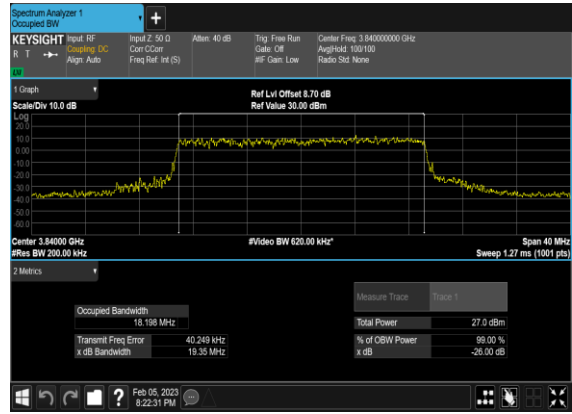 Spectrum Analyzer 1
Occupied BW
+
KEYSIGHT Input: RF Input Z: 50 Ω Atten: 40 dB Trig: Free Run Center Freq: 3.840000000 GHz
R T Coupling: DC Corr CCorr Gate: Off Avg|Hold: 100/100
Align: Auto Freq Ref: Int (S) #IF Gain: Low Radio Std: None
1 Graph Ref Lvl Offset 8.70 dB
Scale/Div 10.0 dB Ref Value 30.00 dBm
Log
20.0
10.0
0.00
-10.0
-20.0
-30.0
-40.0
-50.0
-60.0
Center 3.84000 GHz #Video BW 620.00 kHz* Span 40 MHz
#Res BW 200.00 kHz Sweep 1.27 ms (1001 pts)
2 Metrics
Measure Trace Trace 1
Occupied Bandwidth
18.198 MHz Total Power 27.0 dBm
Transmit Freq Error 40.249 kHz % of OBW Power 99.00 %
x dB Bandwidth 19.35 MHz x dB -26.00 dB
? Feb 05, 2023
8:22:31 PM